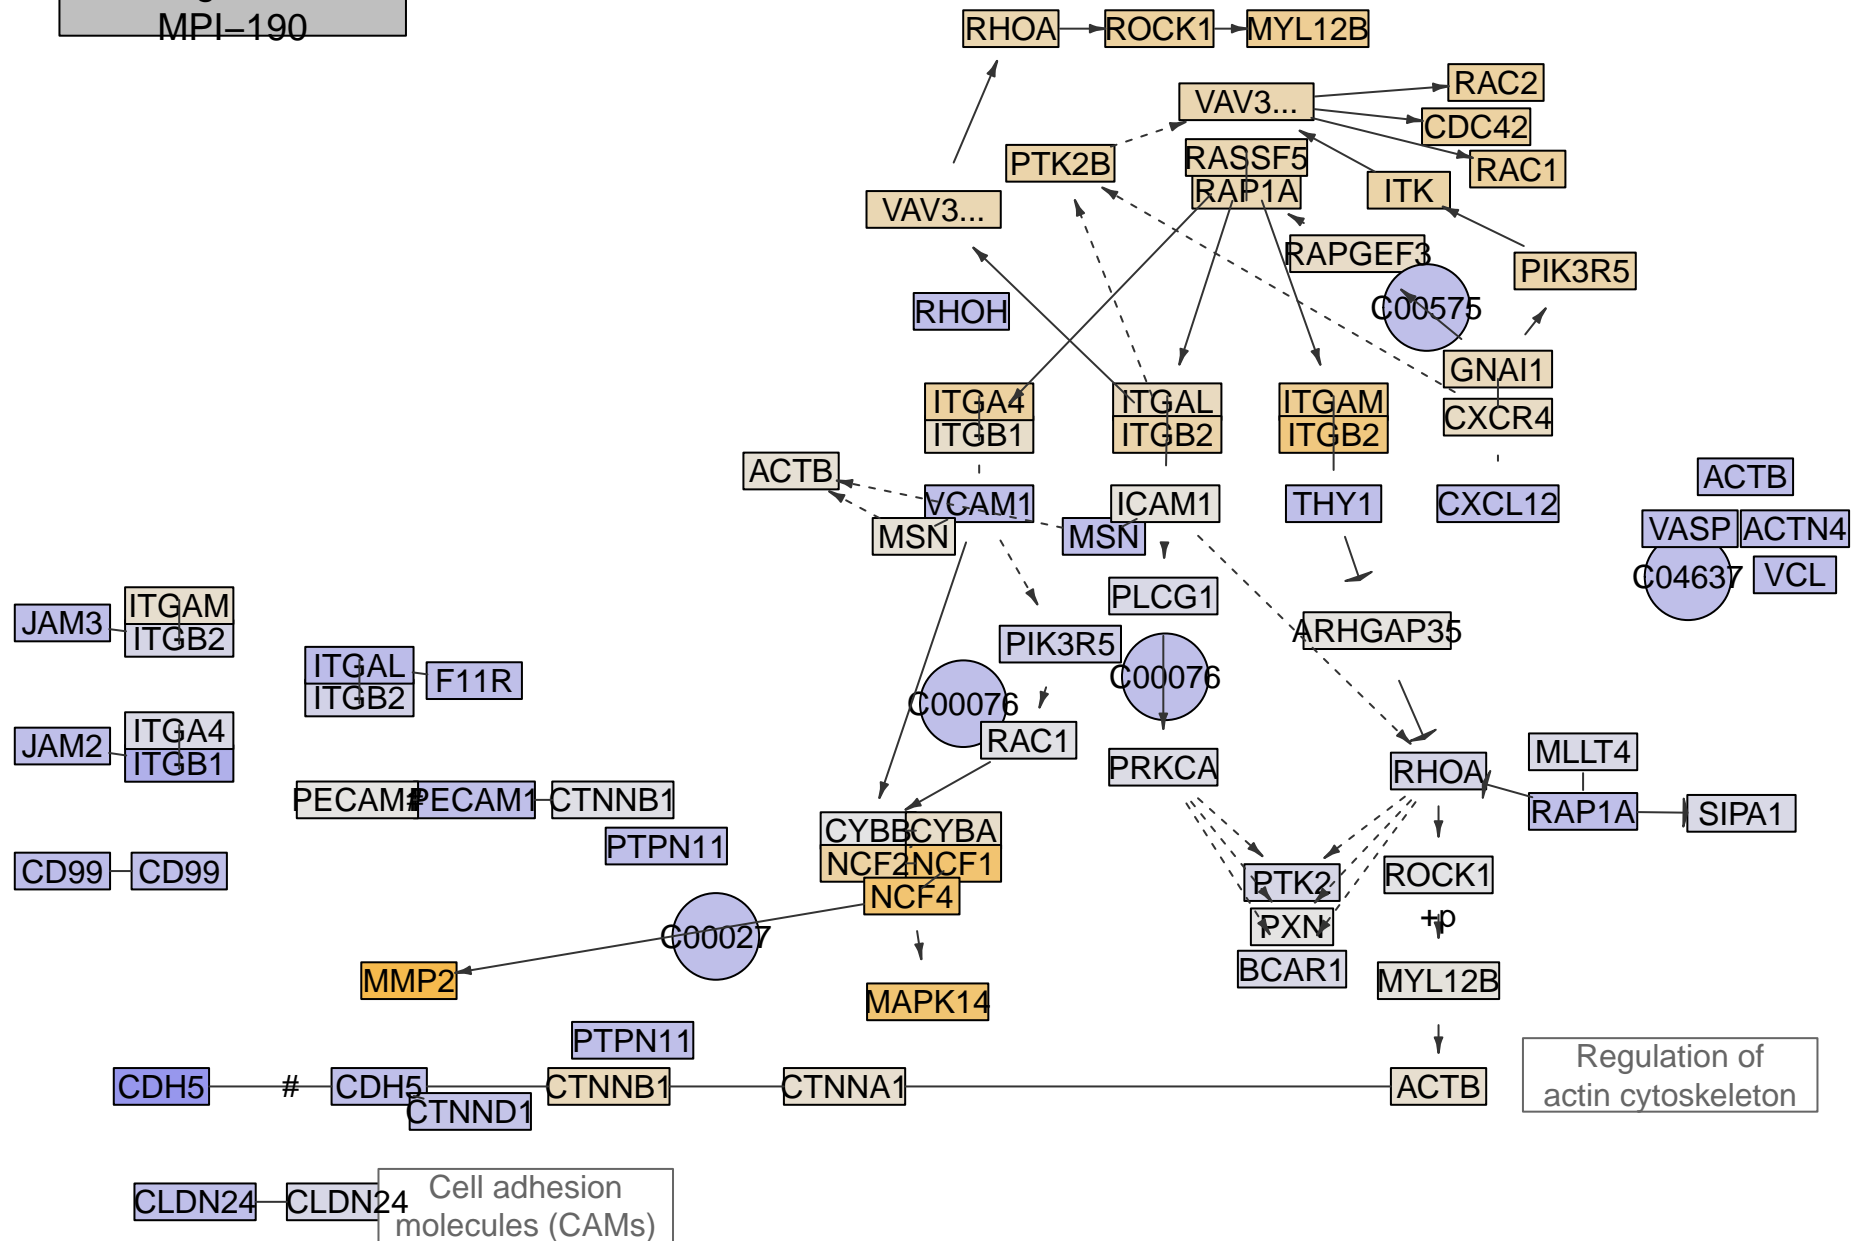 MPI−190
RHOA
ROCK1
MYL12B
RAC2
VAV3...
CDC42
PTK2B
RASSF5
RAC1
RAP1A
ITK
VAV3...
RAPGEF3
PIK3R5
RHOH
C00575
GNAI1
ITGA4
ITGAL
ITGAM
CXCR4
ITGB1
ITGB2
ITGB2
ACTB
ACTB
VCAM1
ICAM1
THY1
CXCL12
MSN
MSN
VASP
ACTN4
C04637
VCL
PLCG1
ITGAM
JAM3
ITGB2
ARHGAP35
PIK3R5
ITGAL
F11R
C00076
ITGB2
C00076
ITGA4
JAM2
ITGB1
RAC1
PRKCA
RHOA
MLLT4
PECAM1
#
PECAM1
CTNNB1
RAP1A
SIPA1
CYBB
CYBA
PTPN11
NCF2
NCF1
CD99
CD99
NCF4
PTK2
ROCK1
+p
PXN
C00027
BCAR1
MMP2
MYL12B
MAPK14
PTPN11
Regulation of
actin cytoskeleton
CDH5
#
CDH5
CTNNB1
CTNNA1
ACTB
CTNND1
CLDN24
CLDN24
Cell adhesion
molecules (CAMs)